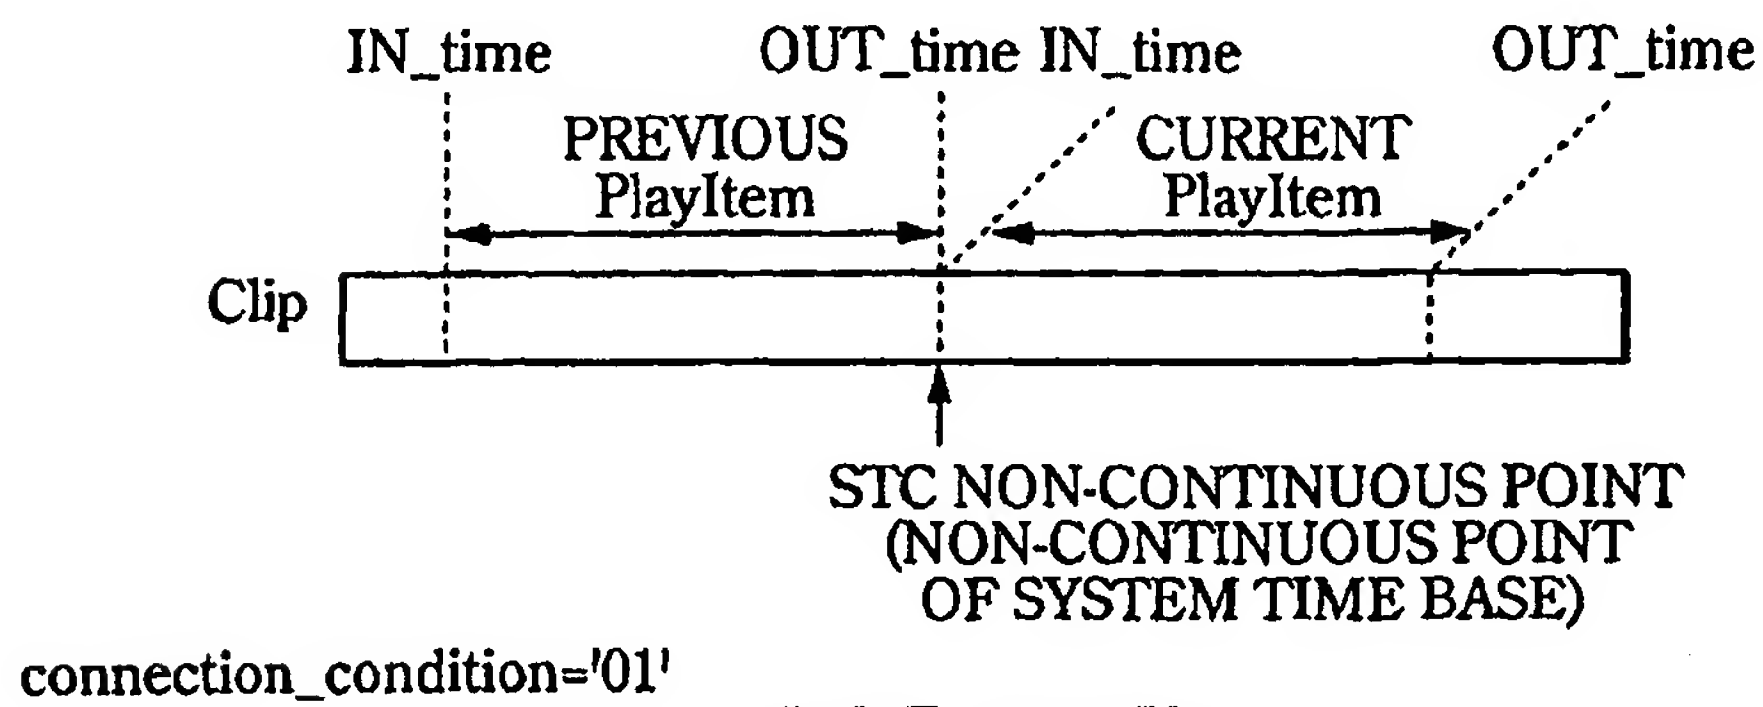 IN_time OUT_time IN_time OUT_time
PREVIOUS
PlayItem
CURRENT
PlayItem
Clip
STC NON-CONTINUOUS POINT
(NON-CONTINUOUS POINT
OF SYSTEM TIME BASE)
connection_condition='01'